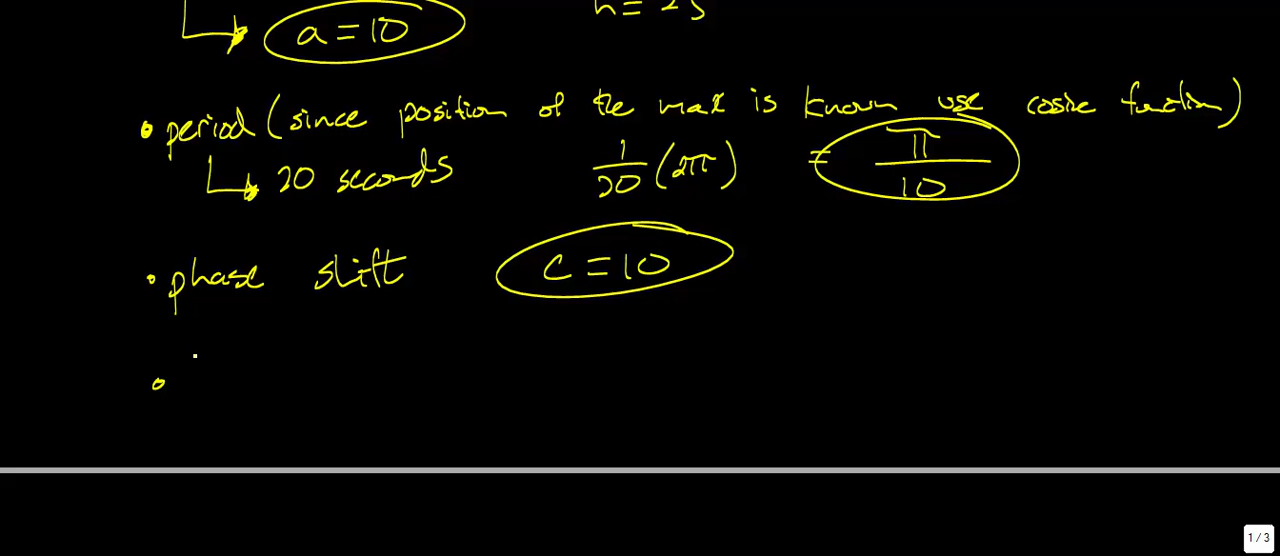 a = 10
• period (since position of the max is known use cosine function)
20 seconds 1/20 (2π) = π/10
• phase shift c = 10
•
1 / 3